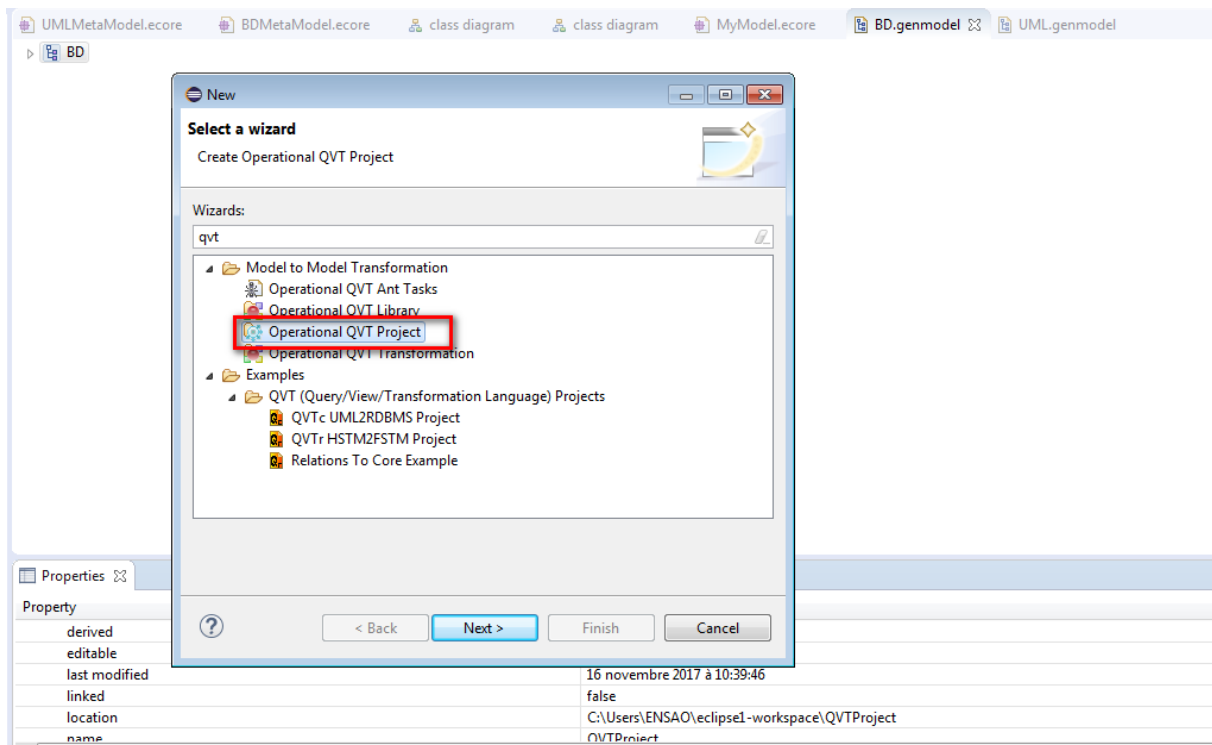 UMLMetaModel.ecore BDMetaModel.ecore class diagram class diagram MyModel.ecore BD.genmodel UML.genmodel
BD
New
Select a wizard
Create Operational QVT Project
Wizards:
qvt
Model to Model Transformation
Operational QVT Ant Tasks
Operational QVT Library
Operational QVT Project
Operational QVT Transformation
Examples
QVT (Query/View/Transformation Language) Projects
QVTc UML2RDBMS Project
QVTr HSTM2FSTM Project
Relations To Core Example
Properties
Property
? < Back Next > Finish Cancel
derived
editable
last modified 16 novembre 2017 à 10:39:46
linked false
location C:\Users\ENSAO\eclipse1-workspace\QVTProject
name QVTProject